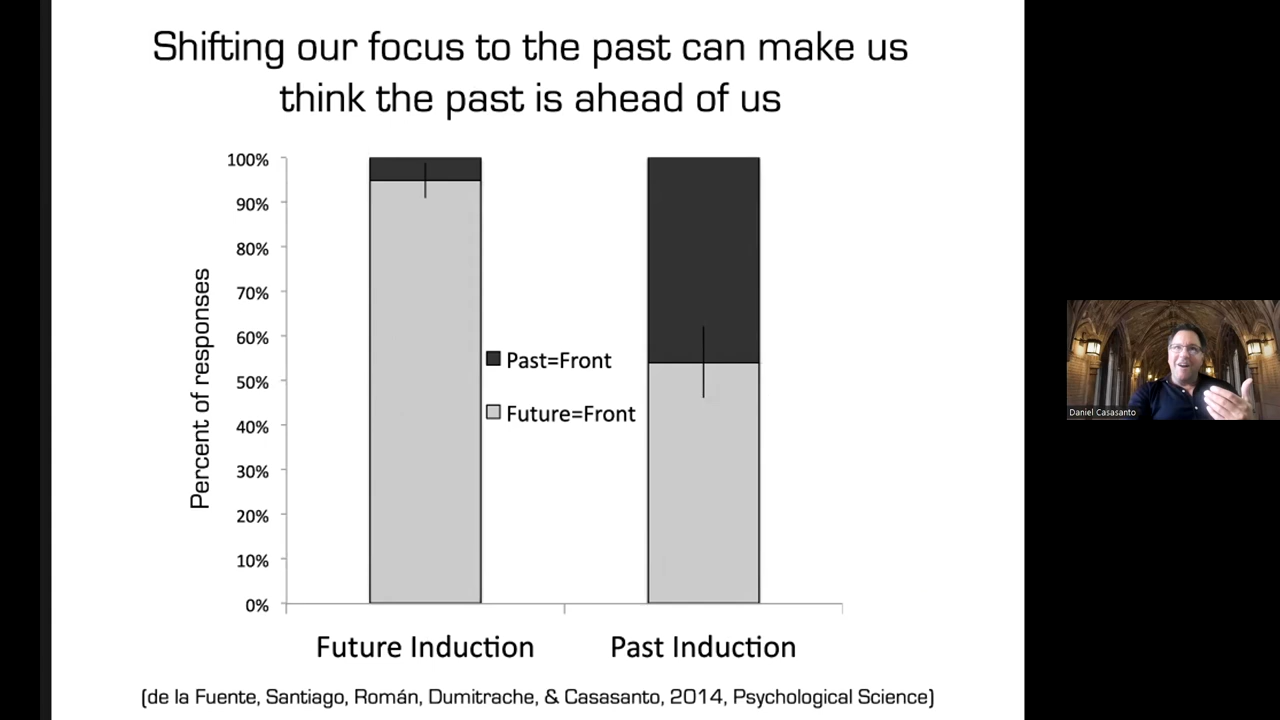 Shifting our focus to the past can make us
think the past is ahead of us
100%
90%
80%
70%
60%
50%
40%
30%
20%
10%
0%
Percent of responses
Past=Front
Future=Front
Future Induction
Past Induction
(de la Fuente, Santiago, Román, Dumitrache, & Casasanto, 2014, Psychological Science)
Daniel Casasanto